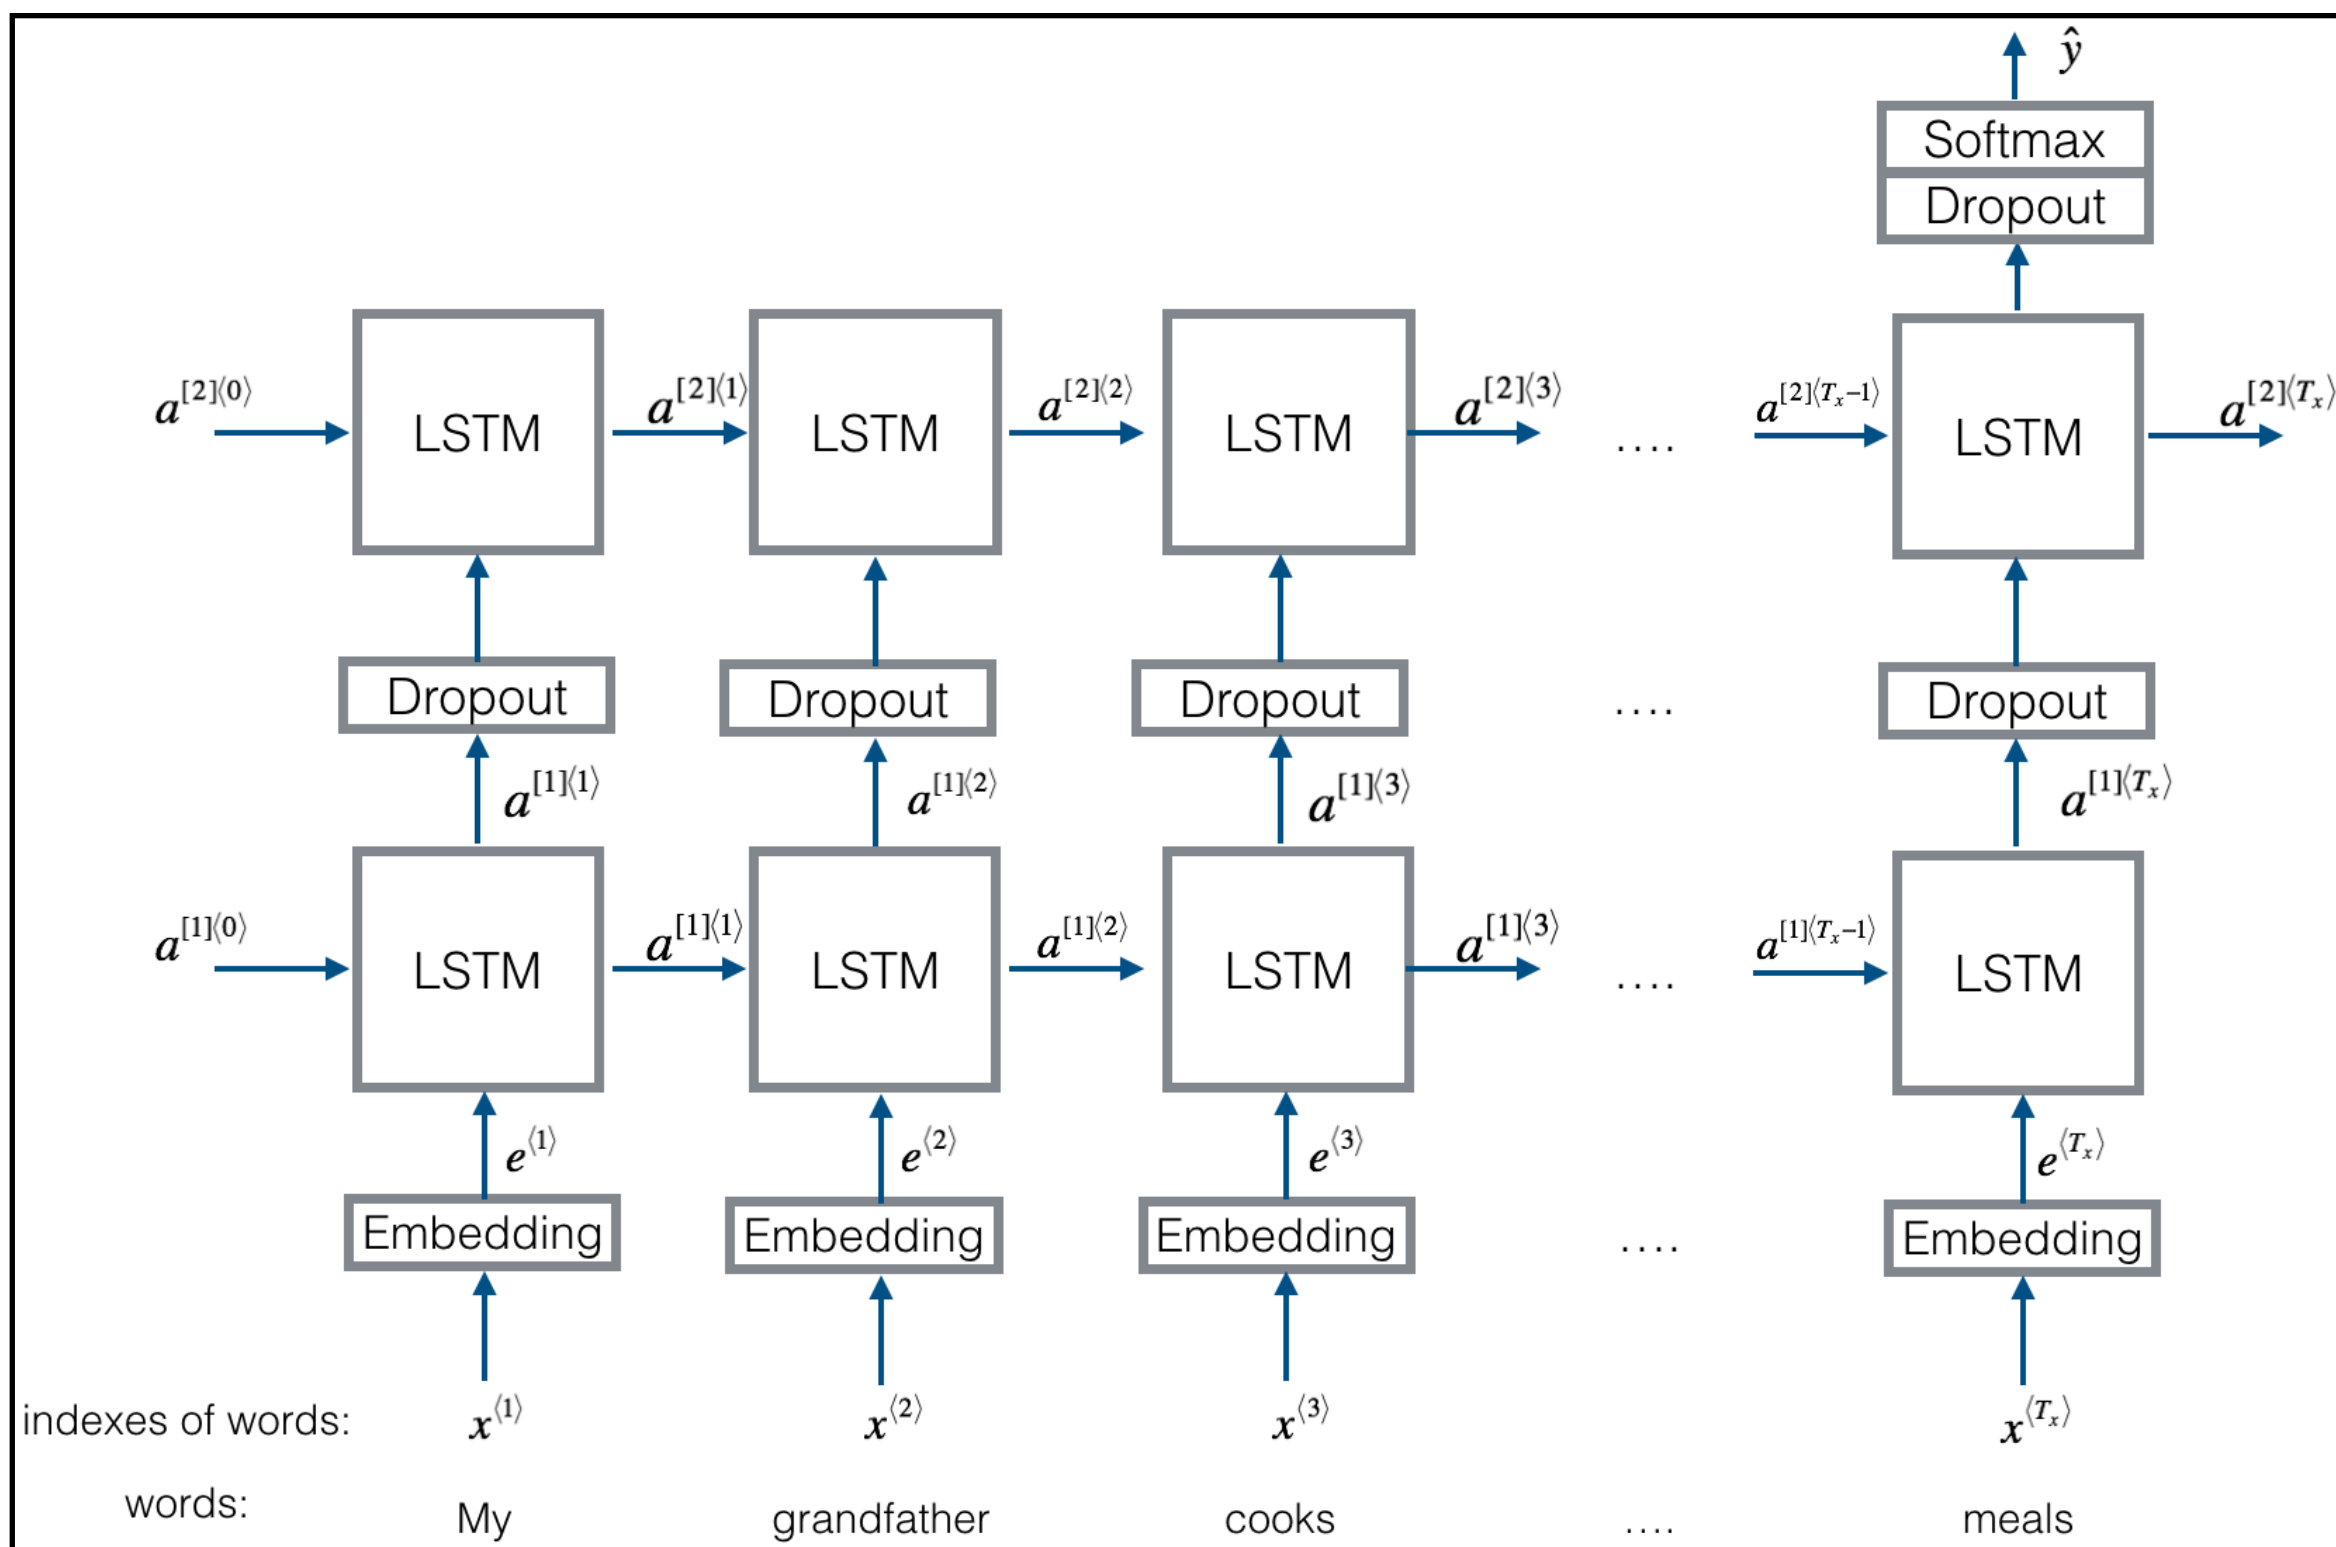 ŷ
Softmax
Dropout
a^[2]⟨0⟩ a^[2]⟨1⟩ a^[2]⟨2⟩ a^[2]⟨3⟩ a^[2]⟨Tₓ−1⟩ a^[2]⟨Tₓ⟩
LSTM LSTM LSTM .... LSTM
Dropout Dropout Dropout .... Dropout
a^[1]⟨1⟩ a^[1]⟨2⟩ a^[1]⟨3⟩ a^[1]⟨Tₓ⟩
a^[1]⟨0⟩ a^[1]⟨1⟩ a^[1]⟨2⟩ a^[1]⟨3⟩ a^[1]⟨Tₓ−1⟩
LSTM LSTM LSTM .... LSTM
e^⟨1⟩ e^⟨2⟩ e^⟨3⟩ e^⟨Tₓ⟩
Embedding Embedding Embedding .... Embedding
indexes of words: x^⟨1⟩ x^⟨2⟩ x^⟨3⟩ x^⟨Tₓ⟩
words: My grandfather cooks .... meals